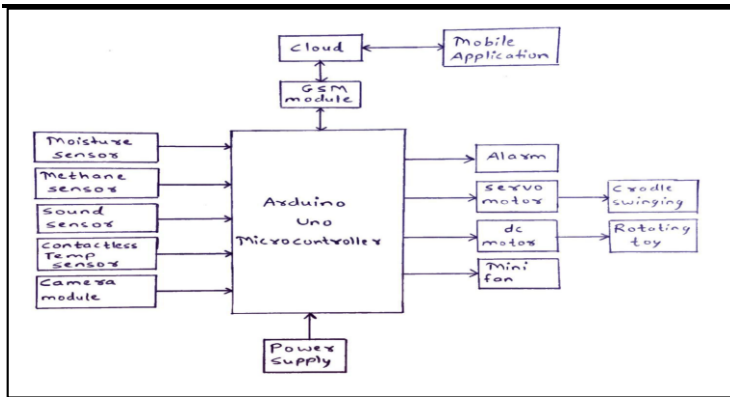 Cloud
Mobile
Application
GSM
module
Moisture
sensor
Methane
sensor
Sound
sensor
Contactless
Temp
sensor
Camera
module
Arduino
Uno
Microcontroller
Alarm
Servo
motor
Cradle
swinging
dc
motor
Rotating
toy
Mini
fan
Power
supply